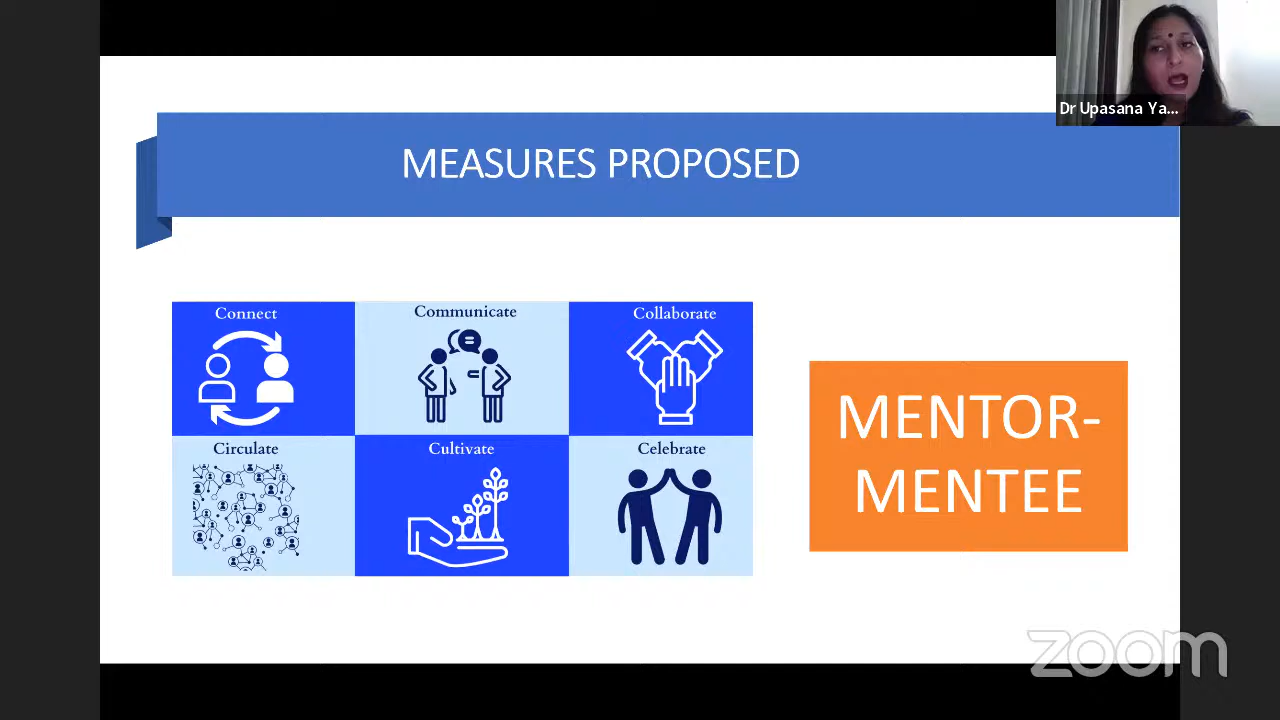 Dr Upasana Ya...
MEASURES PROPOSED
Connect
Communicate
Collaborate
Circulate
Cultivate
Celebrate
MENTOR-
MENTEE
zoom